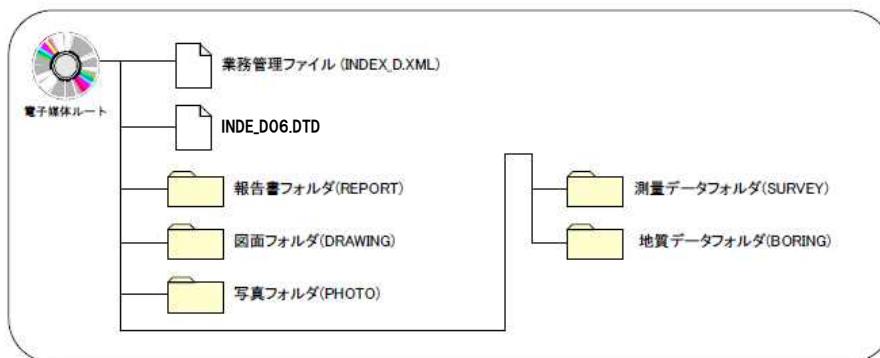 業務管理ファイル(INDEX_D.XML)
電子媒体ルート
INDE_D06.DTD
報告書フォルダ(REPORT)
図面フォルダ(DRAWING)
写真フォルダ(PHOTO)
測量データフォルダ(SURVEY)
地質データフォルダ(BORING)